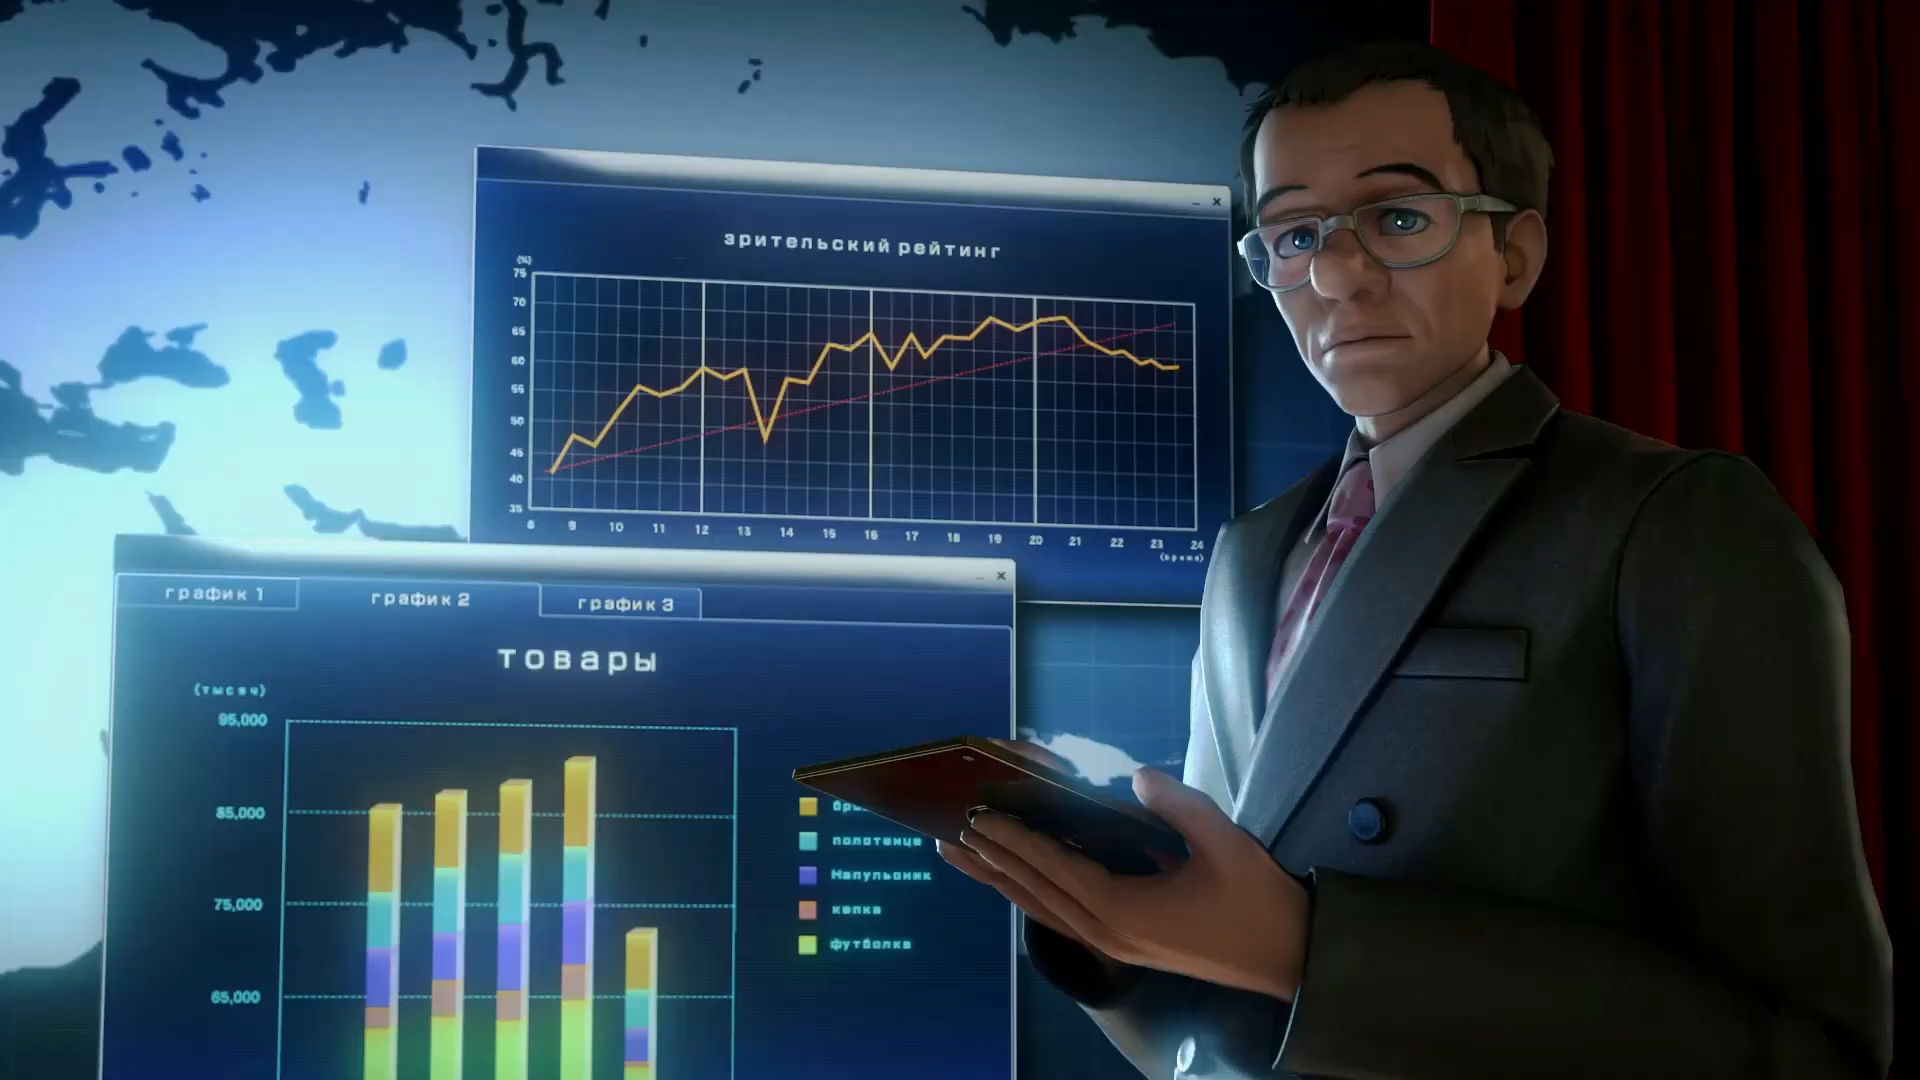 зрительский рейтинг
(%)
75
70
65
60
55
50
45
40
35
8 9 10 11 12 13 14 15 16 17 18 19 20 21 22 23 24
(время)
график 1 график 2 график 3
товары
(тысяч)
95,000
85,000
75,000
65,000
полотенце
Напульсник
кепка
футболка